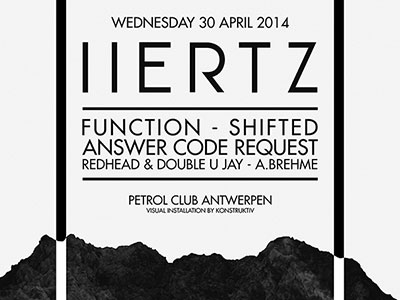 WEDNESDAY 30 APRIL 2014
HERTZ
FUNCTION - SHIFTED
ANSWER CODE REQUEST
REDHEAD & DOUBLE U JAY - A.BREHME
PETROL CLUB ANTWERPEN
VISUAL INSTALLATION BY KONSTRUKTIV